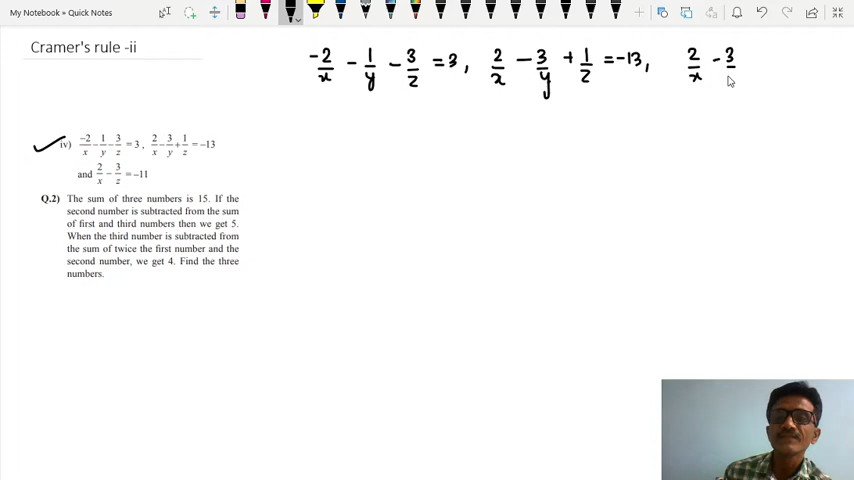 My Notebook » Quick Notes
Cramer's rule -ii
-2/x - 1/y - 3/z = 3, 2/x - 3/y + 1/z = -13, 2/x - 3
iv) -2/x - 1/y - 3/z = 3 , 2/x - 3/y + 1/z = -13
and 2/x - 3/z = -11
Q.2) The sum of three numbers is 15. If the
second number is subtracted from the sum
of first and third numbers then we get 5.
When the third number is subtracted from
the sum of twice the first number and the
second number, we get 4. Find the three
numbers.